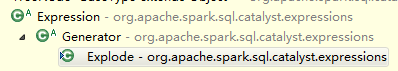 Expression - org.apache.spark.sql.catalyst.expressions
Generator - org.apache.spark.sql.catalyst.expressions
Explode - org.apache.spark.sql.catalyst.expressions